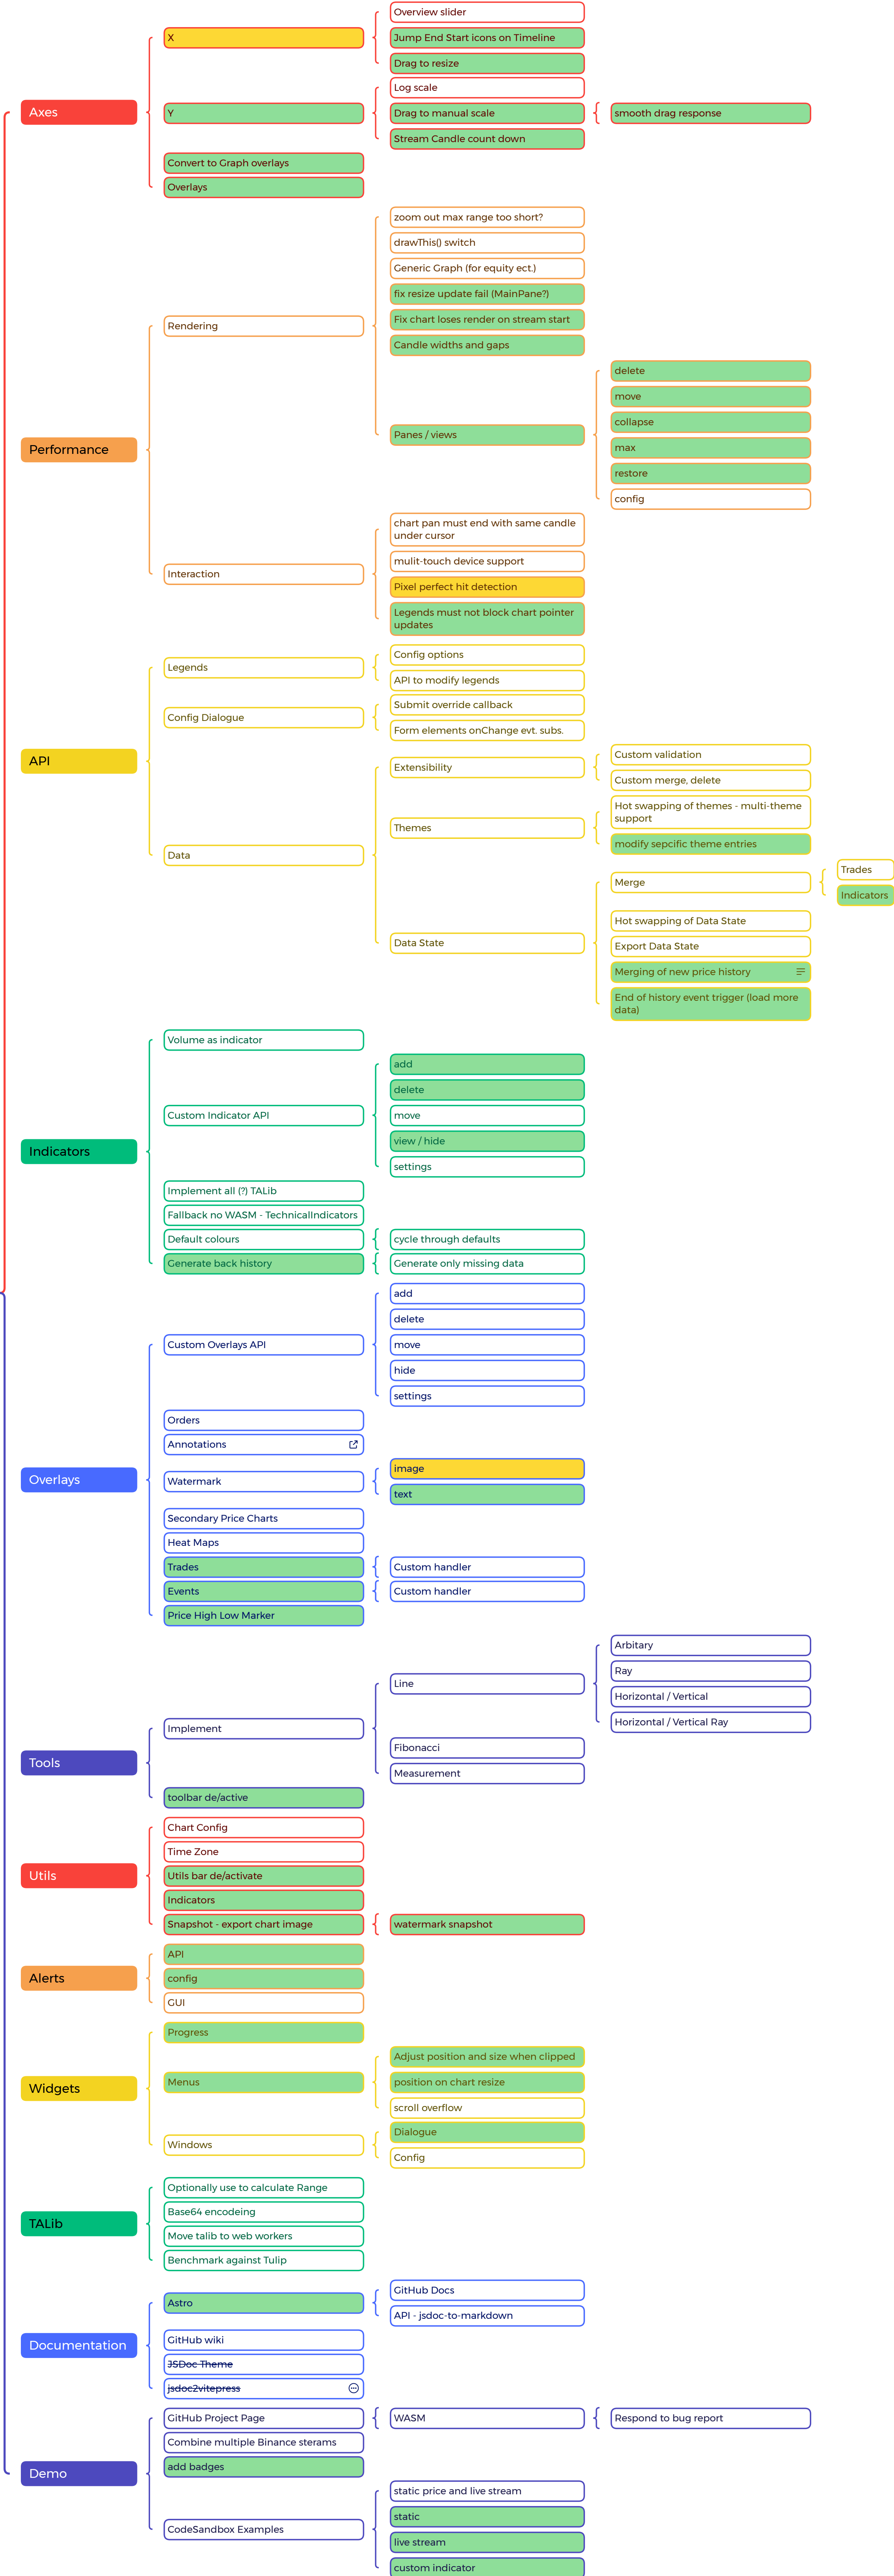 Axes
X
Overview slider
Jump End Start icons on Timeline
Drag to resize
Y
Log scale
Drag to manual scale
smooth drag response
Stream Candle count down
Convert to Graph overlays
Overlays
Performance
Rendering
zoom out max range too short?
drawThis() switch
Generic Graph (for equity ect.)
fix resize update fail (MainPane?)
Fix chart loses render on stream start
Candle widths and gaps
Panes / views
delete
move
collapse
max
restore
config
Interaction
chart pan must end with same candle
under cursor
mulit-touch device support
Pixel perfect hit detection
Legends must not block chart pointer
updates
API
Legends
Config options
API to modify legends
Config Dialogue
Submit override callback
Form elements onChange evt. subs.
Data
Extensibility
Custom validation
Custom merge, delete
Themes
Hot swapping of themes - multi-theme
support
modify sepcific theme entries
Data State
Merge
Trades
Indicators
Hot swapping of Data State
Export Data State
Merging of new price history
End of history event trigger (load more
data)
Indicators
Volume as indicator
Custom Indicator API
add
delete
move
view / hide
settings
Implement all (?) TALib
Fallback no WASM - TechnicalIndicators
Default colours
cycle through defaults
Generate back history
Generate only missing data
Overlays
Custom Overlays API
add
delete
move
hide
settings
Orders
Annotations
Watermark
image
text
Secondary Price Charts
Heat Maps
Trades
Custom handler
Events
Custom handler
Price High Low Marker
Tools
Implement
Line
Arbitary
Ray
Horizontal / Vertical
Horizontal / Vertical Ray
Fibonacci
Measurement
toolbar de/active
Utils
Chart Config
Time Zone
Utils bar de/activate
Indicators
Snapshot - export chart image
watermark snapshot
Alerts
API
config
GUI
Widgets
Progress
Menus
Adjust position and size when clipped
position on chart resize
scroll overflow
Windows
Dialogue
Config
TALib
Optionally use to calculate Range
Base64 encodeing
Move talib to web workers
Benchmark against Tulip
Documentation
Astro
GitHub Docs
API - jsdoc-to-markdown
GitHub wiki
JSDoc Theme
jsdoc2vitepress
Demo
GitHub Project Page
WASM
Respond to bug report
Combine multiple Binance sterams
add badges
CodeSandbox Examples
static price and live stream
static
live stream
custom indicator